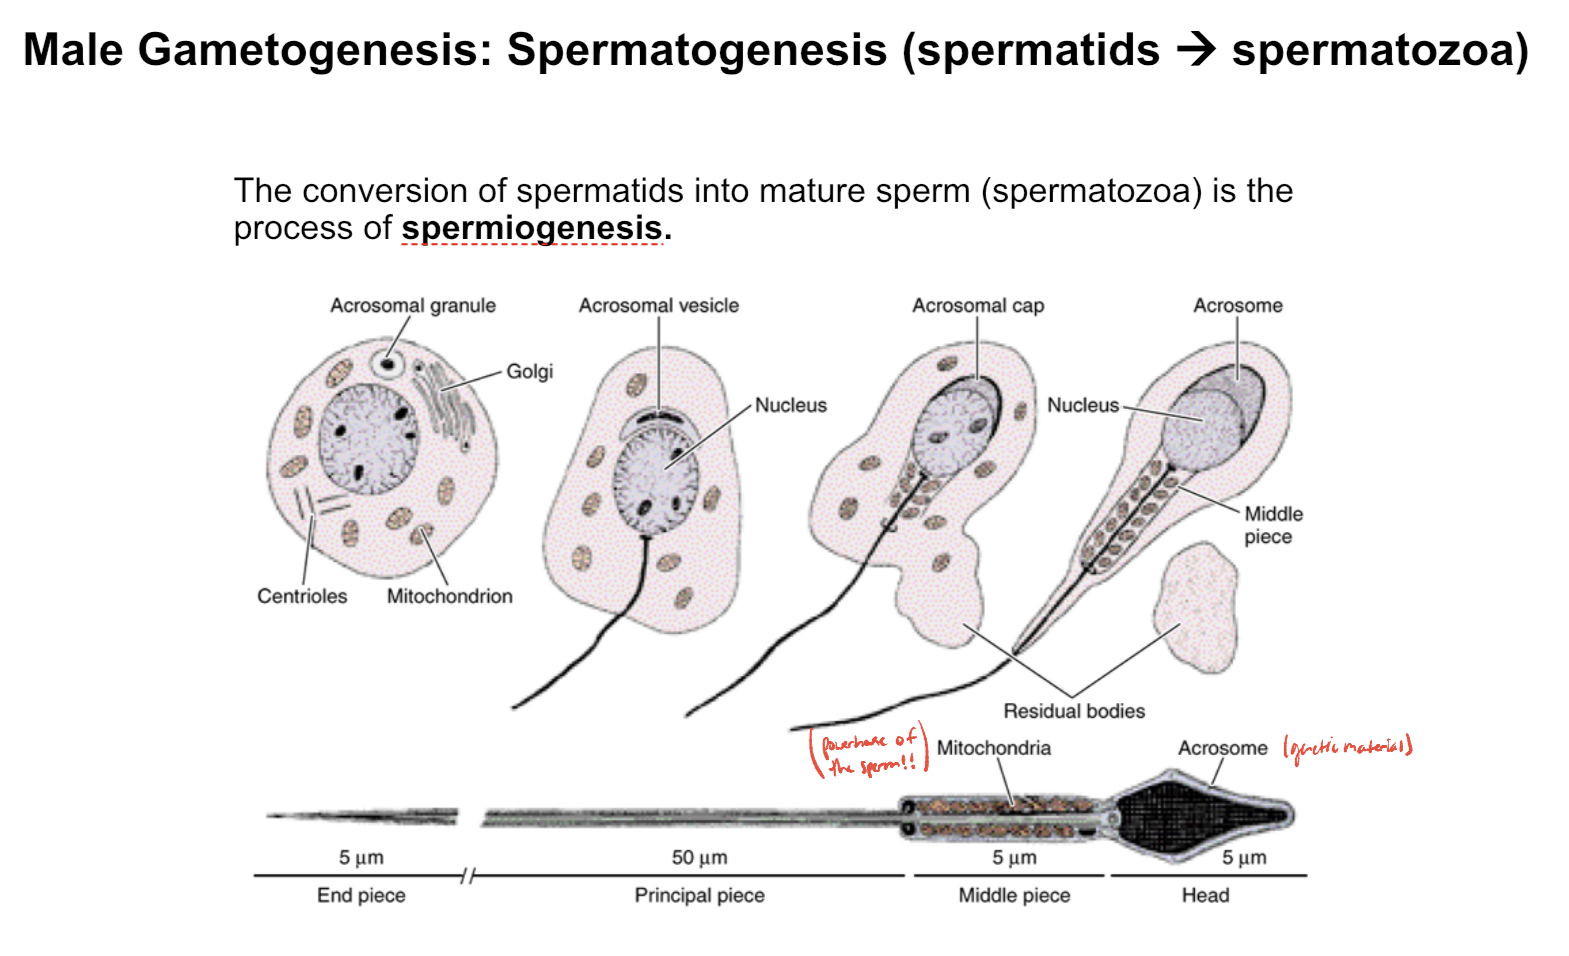 Male Gametogenesis: Spermatogenesis (spermatids → spermatozoa)
The conversion of spermatids into mature sperm (spermatozoa) is the
process of spermiogenesis.
Acrosomal granule
Acrosomal vesicle
Acrosomal cap
Acrosome
Golgi
Nucleus
Nucleus
Middle
piece
Centrioles
Mitochondrion
Residual bodies
(powerhouse of
the sperm!!)
Mitochondria
Acrosome
(genetic material)
5 µm
50 µm
5 µm
5 µm
End piece
Principal piece
Middle piece
Head